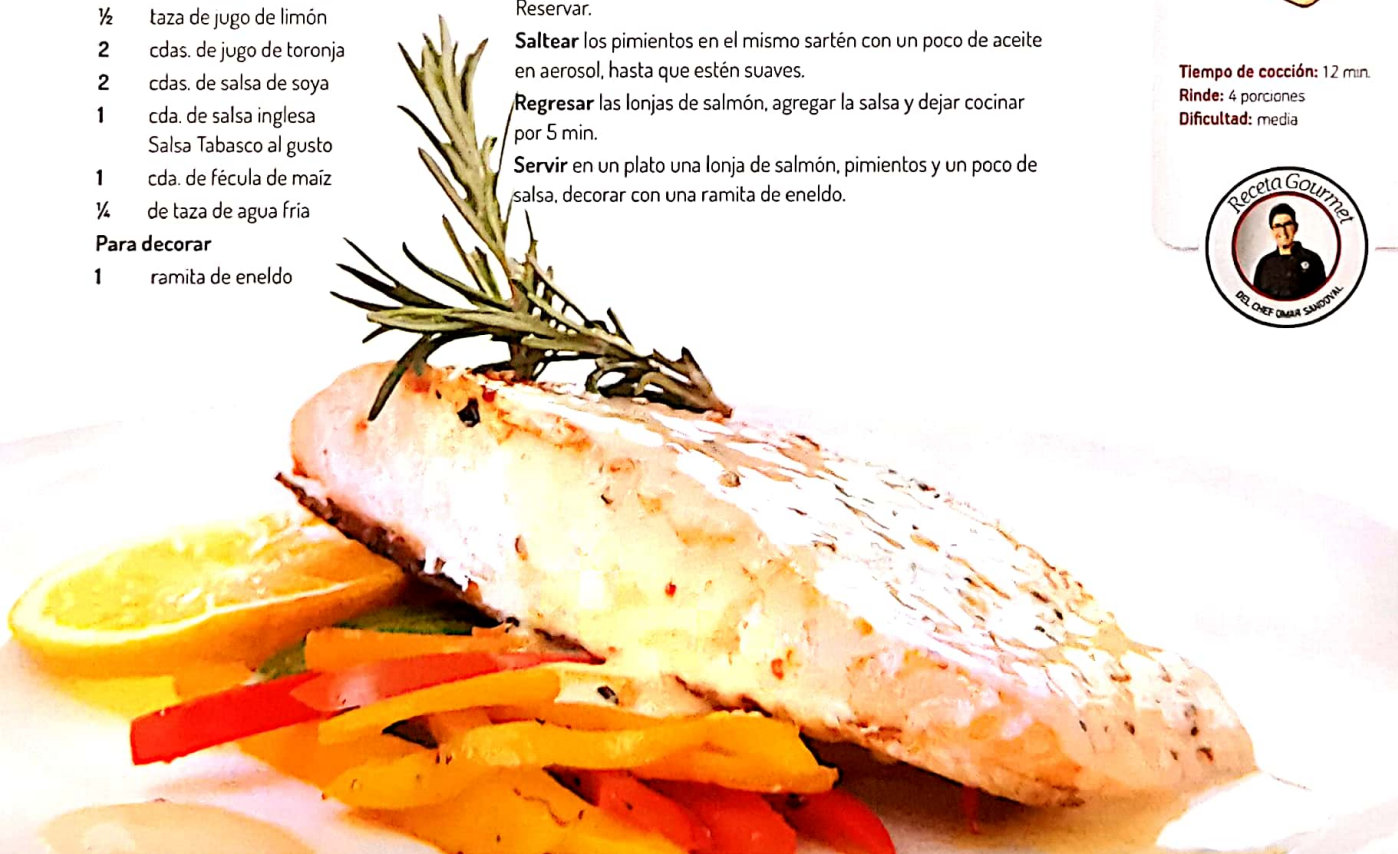 ½ taza de jugo de limón
2 cdas. de jugo de toronja
2 cdas. de salsa de soya
1 cda. de salsa inglesa
Salsa Tabasco al gusto
1 cda. de fécula de maíz
¼ de taza de agua fría
Para decorar
1 ramita de eneldo
Reservar.
Saltear los pimientos en el mismo sartén con un poco de aceite
en aerosol, hasta que estén suaves.
Regresar las lonjas de salmón, agregar la salsa y dejar cocinar
por 5 min.
Servir en un plato una lonja de salmón, pimientos y un poco de
salsa, decorar con una ramita de eneldo.
Tiempo de cocción: 12 min.
Rinde: 4 porciones
Dificultad: media
Receta Gourmet
DEL CHEF OMAR SANDOVAL